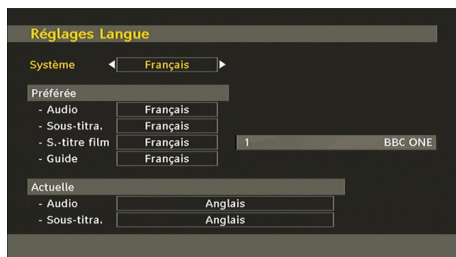 Réglages Langue
Système Français
Préférée
- Audio Français
- Sous-titra. Français
- S.-titre film Français 1 BBC ONE
- Guide Français
Actuelle
- Audio Anglais
- Sous-titra. Anglais